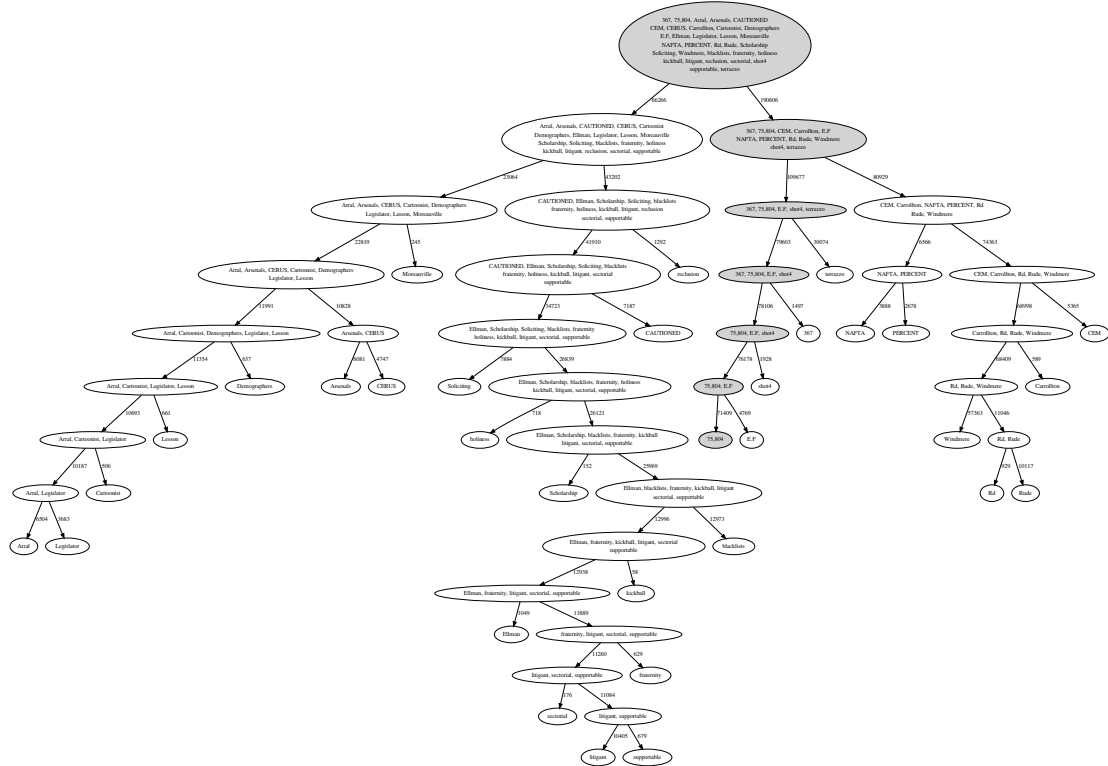 367, 75,804, Arral, Arsenals, CAUTIONED
CEM, CERUS, Carrollton, Cartoonist, Demographers
E.F, Ellman, Legislator, Lesson, Moreauville
NAFTA, PERCENT, Rd, Rude, Scholarship
Soliciting, Windmere, blacklists, fraternity, holiness
kickball, litigant, reclusion, sectorial, shot4
supportable, terrazzo
66266
190606
Arral, Arsenals, CAUTIONED, CERUS, Cartoonist
Demographers, Ellman, Legislator, Lesson, Moreauville
Scholarship, Soliciting, blacklists, fraternity, holiness
kickball, litigant, reclusion, sectorial, supportable
367, 75,804, CEM, Carrollton, E.F
NAFTA, PERCENT, Rd, Rude, Windmere
shot4, terrazzo
23064
43202
109677
80929
Arral, Arsenals, CERUS, Cartoonist, Demographers
Legislator, Lesson, Moreauville
CAUTIONED, Ellman, Scholarship, Soliciting, blacklists
fraternity, holiness, kickball, litigant, reclusion
sectorial, supportable
367, 75,804, E.F, shot4, terrazzo
CEM, Carrollton, NAFTA, PERCENT, Rd
Rude, Windmere
22819
245
41910
1292
79603
30074
6566
74363
Arral, Arsenals, CERUS, Cartoonist, Demographers
Legislator, Lesson
Moreauville
CAUTIONED, Ellman, Scholarship, Soliciting, blacklists
fraternity, holiness, kickball, litigant, sectorial
supportable
reclusion
367, 75,804, E.F, shot4
terrazzo
NAFTA, PERCENT
CEM, Carrollton, Rd, Rude, Windmere
11991
10828
34723
7187
78106
1497
3888
2678
68998
5365
Arral, Cartoonist, Demographers, Legislator, Lesson
Arsenals, CERUS
Ellman, Scholarship, Soliciting, blacklists, fraternity
holiness, kickball, litigant, sectorial, supportable
CAUTIONED
75,804, E.F, shot4
367
NAFTA
PERCENT
Carrollton, Rd, Rude, Windmere
CEM
11354
637
6081
4747
7884
26839
76178
1928
68409
589
Arral, Cartoonist, Legislator, Lesson
Demographers
Arsenals
CERUS
Soliciting
Ellman, Scholarship, blacklists, fraternity, holiness
kickball, litigant, sectorial, supportable
75,804, E.F
shot4
Rd, Rude, Windmere
Carrollton
10693
661
718
26121
71409
4769
57363
11046
Arral, Cartoonist, Legislator
Lesson
holiness
Ellman, Scholarship, blacklists, fraternity, kickball
litigant, sectorial, supportable
75,804
E.F
Windmere
Rd, Rude
10187
506
152
25969
929
10117
Arral, Legislator
Cartoonist
Scholarship
Ellman, blacklists, fraternity, kickball, litigant
sectorial, supportable
Rd
Rude
6504
3683
12996
12973
Arral
Legislator
Ellman, fraternity, kickball, litigant, sectorial
supportable
blacklists
12938
58
Ellman, fraternity, litigant, sectorial, supportable
kickball
1049
11889
Ellman
fraternity, litigant, sectorial, supportable
11260
629
litigant, sectorial, supportable
fraternity
176
11084
sectorial
litigant, supportable
10405
679
litigant
supportable